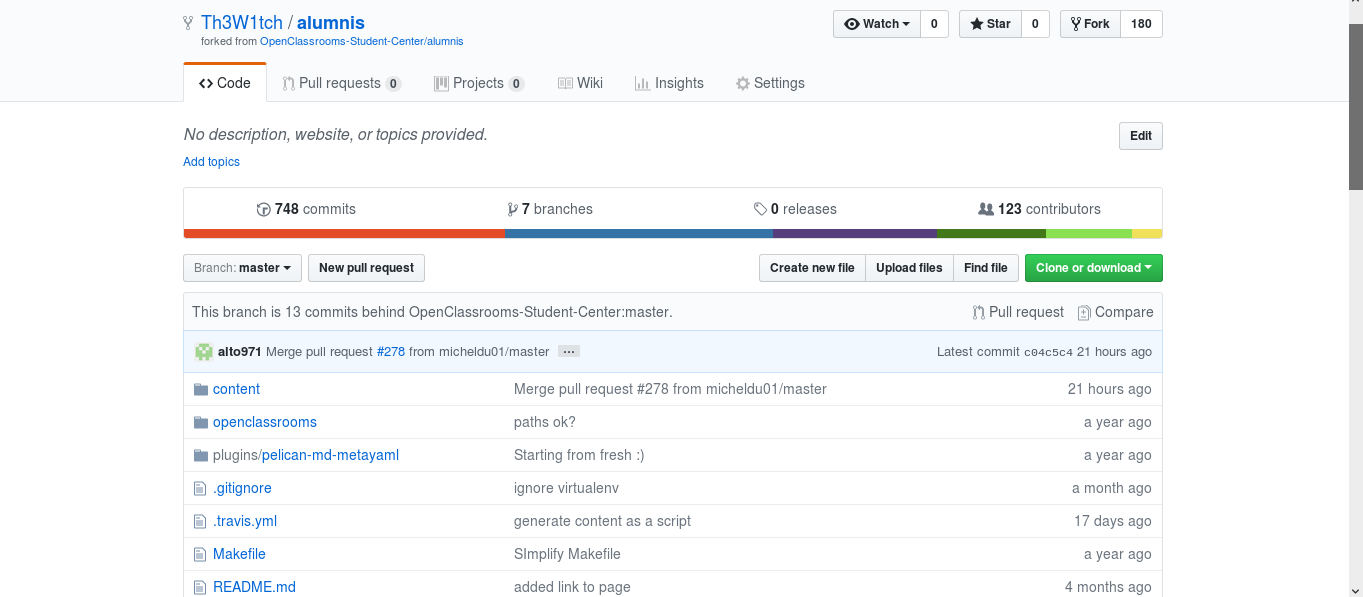 Th3W1tch / alumnis
Watch 0 Star 0 Fork 180
forked from OpenClassrooms-Student-Center/alumnis
Code Pull requests 0 Projects 0 Wiki Insights Settings
No description, website, or topics provided. Edit
Add topics
748 commits 7 branches 0 releases 123 contributors
Branch: master New pull request Create new file Upload files Find file Clone or download
This branch is 13 commits behind OpenClassrooms-Student-Center:master. Pull request Compare
alto971 Merge pull request #278 from micheldu01/master ... Latest commit c04c5c4 21 hours ago
content Merge pull request #278 from micheldu01/master 21 hours ago
openclassrooms paths ok? a year ago
plugins/pelican-md-metayaml Starting from fresh :) a year ago
.gitignore ignore virtualenv a month ago
.travis.yml generate content as a script 17 days ago
Makefile SImplify Makefile a year ago
README.md added link to page 4 months ago